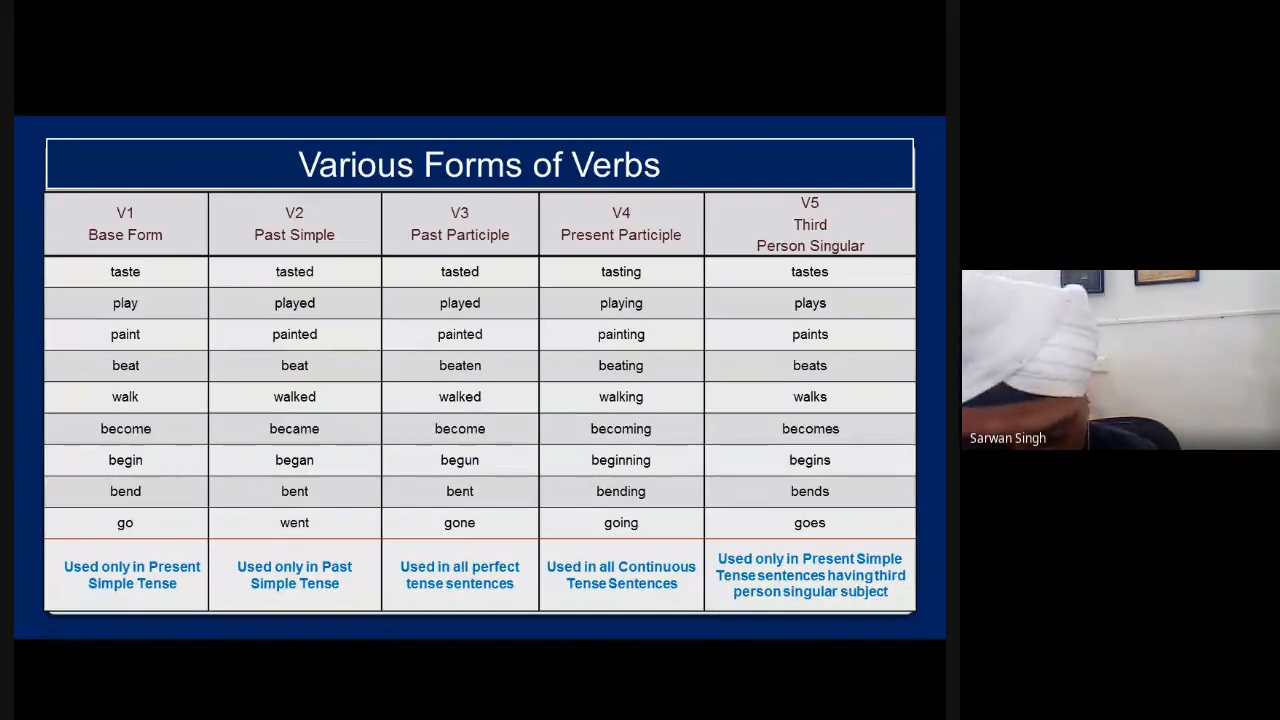 Various Forms of Verbs
V1
Base Form
V2
Past Simple
V3
Past Participle
V4
Present Participle
V5
Third
Person Singular
taste tasted tasted tasting tastes
play played played playing plays
paint painted painted painting paints
beat beat beaten beating beats
walk walked walked walking walks
become became become becoming becomes
begin began begun beginning begins
bend bent bent bending bends
go went gone going goes
Used only in Present
Simple Tense
Used only in Past
Simple Tense
Used in all perfect
tense sentences
Used in all Continuous
Tense Sentences
Used only in Present Simple
Tense sentences having third
person singular subject
Sarwan Singh